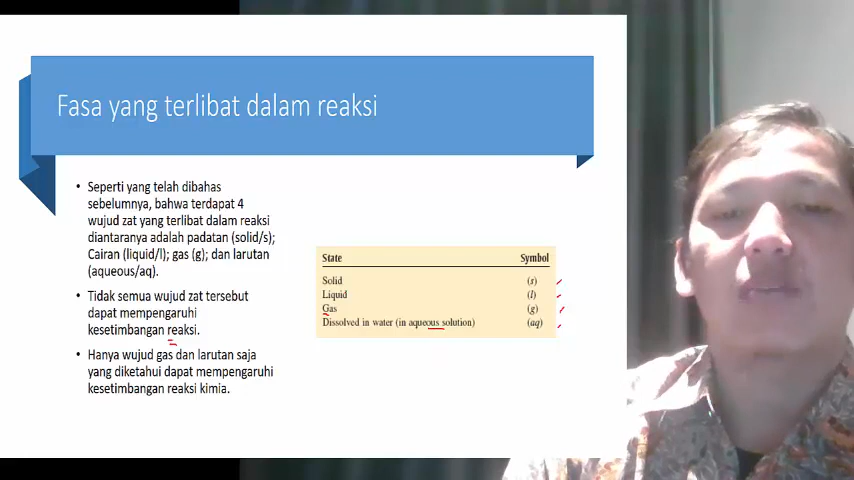 Fasa yang terlibat dalam reaksi
• Seperti yang telah dibahas
sebelumnya, bahwa terdapat 4
wujud zat yang terlibat dalam reaksi
diantaranya adalah padatan (solid/s);
Cairan (liquid/l); gas (g); dan larutan
(aqueous/aq).
• Tidak semua wujud zat tersebut
dapat mempengaruhi
kesetimbangan reaksi.
• Hanya wujud gas dan larutan saja
yang diketahui dapat mempengaruhi
kesetimbangan reaksi kimia.
State Symbol
Solid (s)
Liquid (l)
Gas (g)
Dissolved in water (in aqueous solution) (aq)